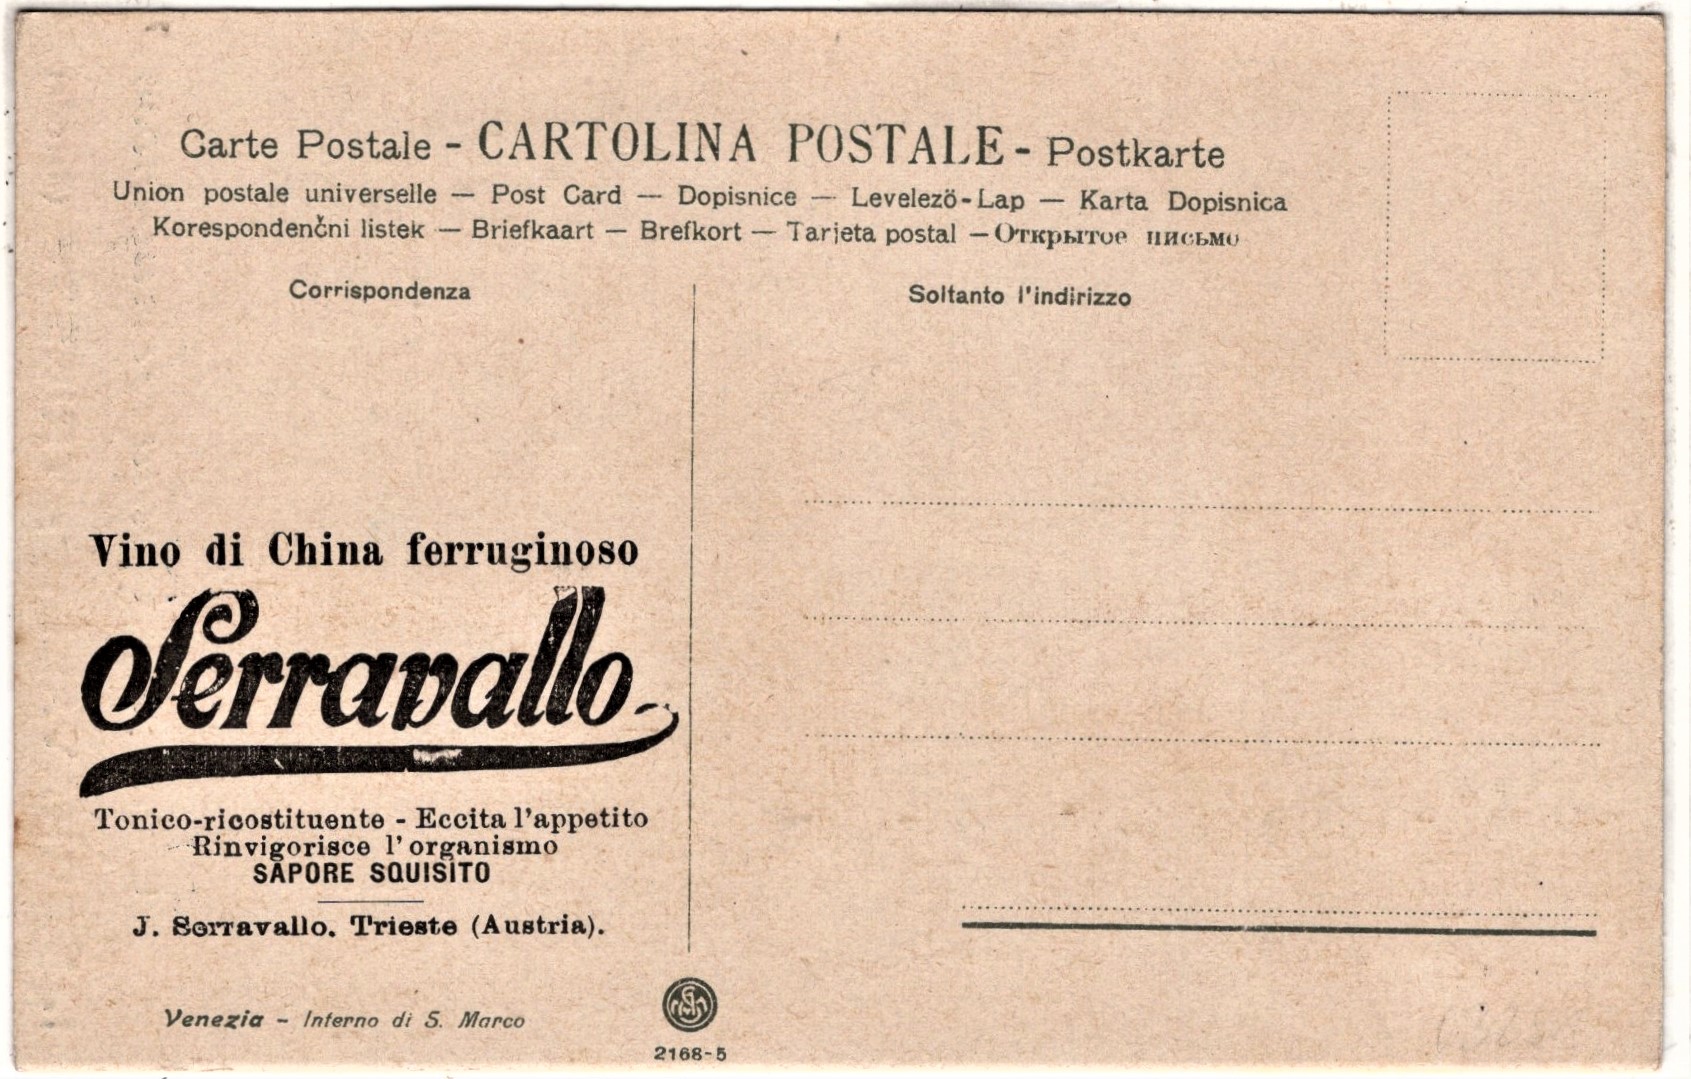 Carte Postale - CARTOLINA POSTALE - Postkarte
Union postale universelle — Post Card — Dopisnice — Levelezö-Lap — Karta Dopisnica
Korespondenčni listek — Briefkaart — Brefkort — Tarjeta postal — Открытое письмо
Corrispondenza
Soltanto l'indirizzo
Vino di China ferruginoso
Serravallo
Tonico-ricostituente - Eccita l'appetito
Rinvigorisce l'organismo
SAPORE SQUISITO
J. Serravallo. Trieste (Austria).
Venezia - Interno di S. Marco
2168-5